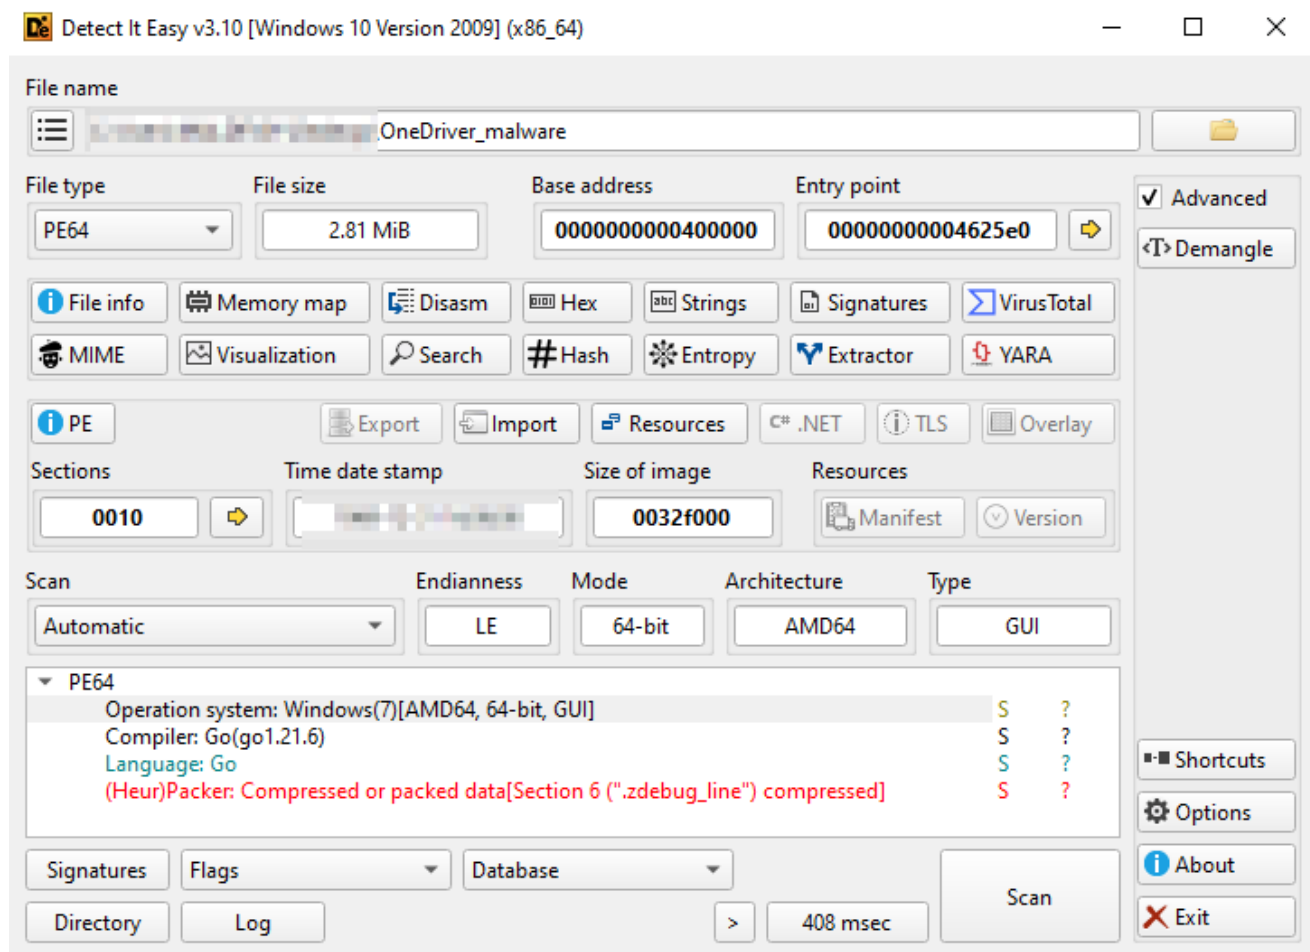 Detect It Easy v3.10 [Windows 10 Version 2009] (x86_64)
File name
OneDriver_malware
File type File size Base address Entry point
PE64 2.81 MiB 0000000000400000 00000000004625e0
Advanced
<T> Demangle
File info Memory map Disasm Hex Strings Signatures VirusTotal
MIME Visualization Search Hash Entropy Extractor YARA
PE Export Import Resources C# .NET TLS Overlay
Sections Time date stamp Size of image Resources
0010 0032f000 Manifest Version
Scan Endianness Mode Architecture Type
Automatic LE 64-bit AMD64 GUI
PE64
Operation system: Windows(7)[AMD64, 64-bit, GUI] S ?
Compiler: Go(go1.21.6) S ?
Language: Go S ?
(Heur)Packer: Compressed or packed data[Section 6 (".zdebug_line") compressed] S ?
Shortcuts
Options
About
Exit
Signatures Flags Database Scan
Directory Log > 408 msec